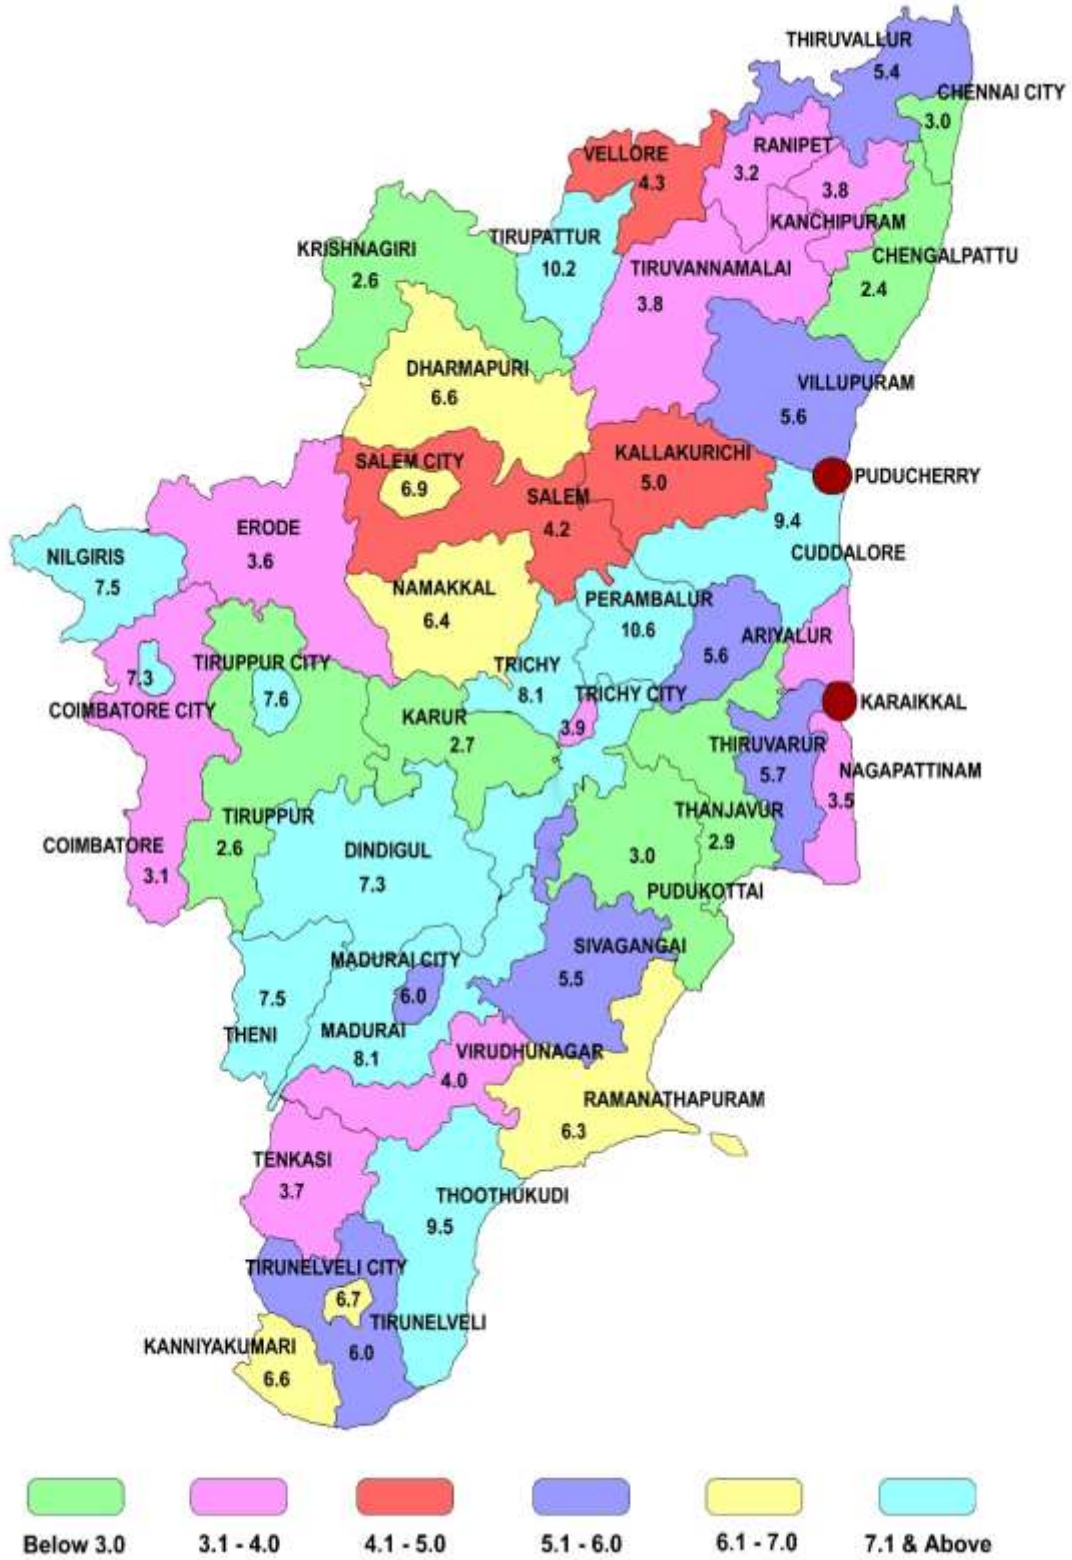 THIRUVALLUR
5.4
CHENNAI CITY
3.0
RANIPET
3.2
VELLORE
4.3
3.8
KANCHIPURAM
CHENGALPATTU
2.4
KRISHNAGIRI
2.6
TIRUPATTUR
10.2
TIRUVANNAMALAI
3.8
DHARMAPURI
6.6
VILLUPURAM
5.6
SALEM CITY
6.9
KALLAKURICHI
5.0
PUDUCHERRY
SALEM
4.2
9.4
CUDDALORE
ERODE
3.6
NILGIRIS
7.5
NAMAKKAL
6.4
PERAMBALUR
10.6
ARIYALUR
5.6
7.3
COIMBATORE CITY
TIRUPPUR CITY
7.6
TRICHY
8.1
TRICHY CITY
3.9
KARAIKKAL
KARUR
2.7
THIRUVARUR
5.7
NAGAPATTINAM
3.5
COIMBATORE
3.1
TIRUPPUR
2.6
DINDIGUL
7.3
THANJAVUR
2.9
3.0
PUDUKOTTAI
MADURAI CITY
6.0
SIVAGANGAI
5.5
7.5
THENI
MADURAI
8.1
VIRUDHUNAGAR
4.0
RAMANATHAPURAM
6.3
TENKASI
3.7
THOOTHUKUDI
9.5
TIRUNELVELI CITY
6.7
TIRUNELVELI
6.0
KANNIYAKUMARI
6.6
Below 3.0
3.1 - 4.0
4.1 - 5.0
5.1 - 6.0
6.1 - 7.0
7.1 & Above